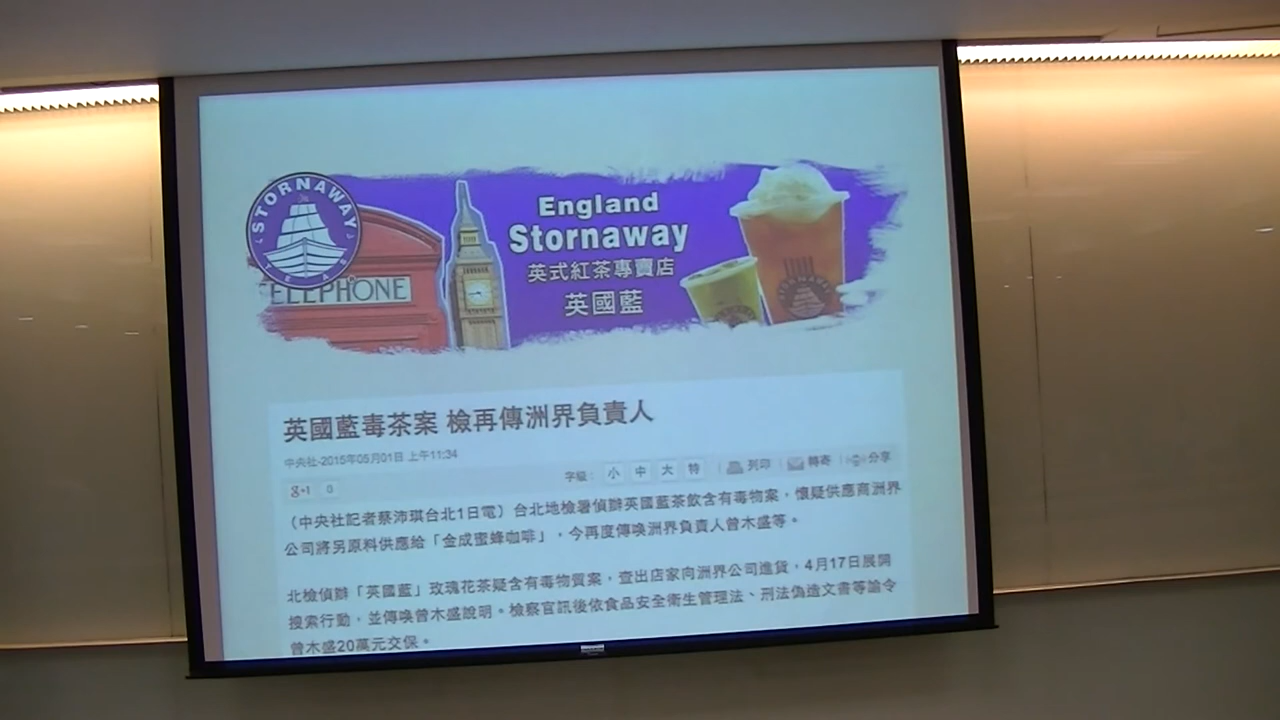 STORNAWAY
TEAS
TELEPHONE
England
Stornaway
英式紅茶專賣店
英國藍
STORNAWAY
英國藍毒茶案 檢再傳洲界負責人
中央社-2015年05月01日 上午11:34
g+1 0
字級： 小 中 大 特 列印 轉寄 分享
（中央社記者蔡沛琪台北1日電）台北地檢署偵辦英國藍茶飲含有毒物案，懷疑供應商洲界
公司將另原料供應給「金成蜜蜂咖啡」，今再度傳喚洲界負責人曾木盛等。
北檢偵辦「英國藍」玫瑰花茶疑含有毒物質案，查出店家向洲界公司進貨，4月17日展開
搜索行動，並傳喚曾木盛說明。檢察官訊後依食品安全衛生管理法、刑法偽造文書等諭令
曾木盛20萬元交保。